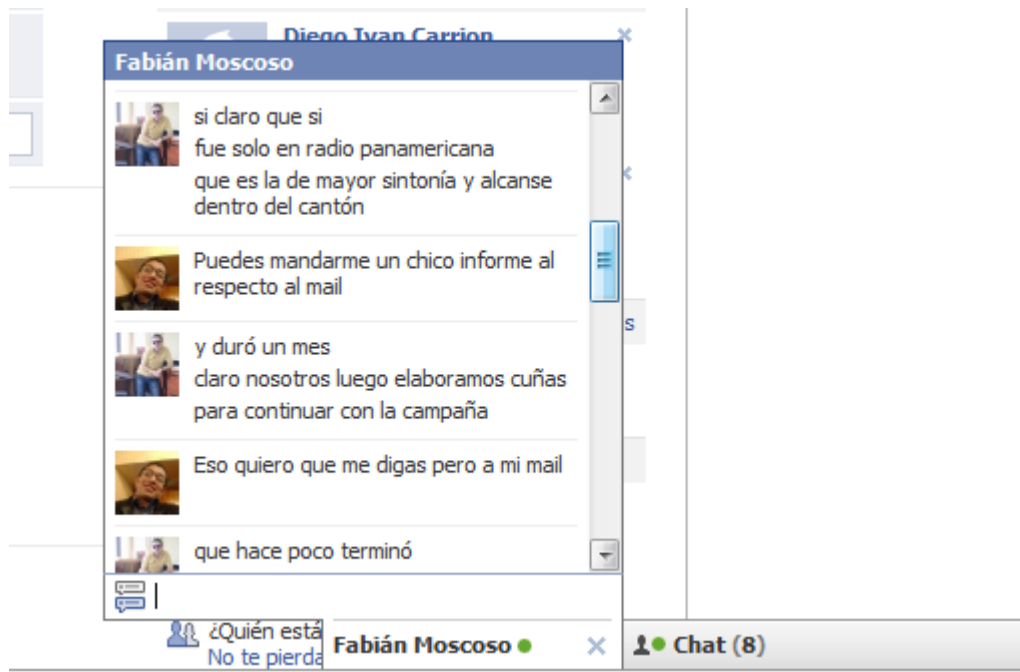 Diego Ivan Carrion
Fabián Moscoso
si claro que si
fue solo en radio panamericana
que es la de mayor sintonía y alcanse
dentro del cantón
Puedes mandarme un chico informe al
respecto al mail
y duró un mes
claro nosotros luego elaboramos cuñas
para continuar con la campaña
Eso quiero que me digas pero a mi mail
que hace poco terminó
¿Quién está
No te pierda
Fabián Moscoso
Chat (8)